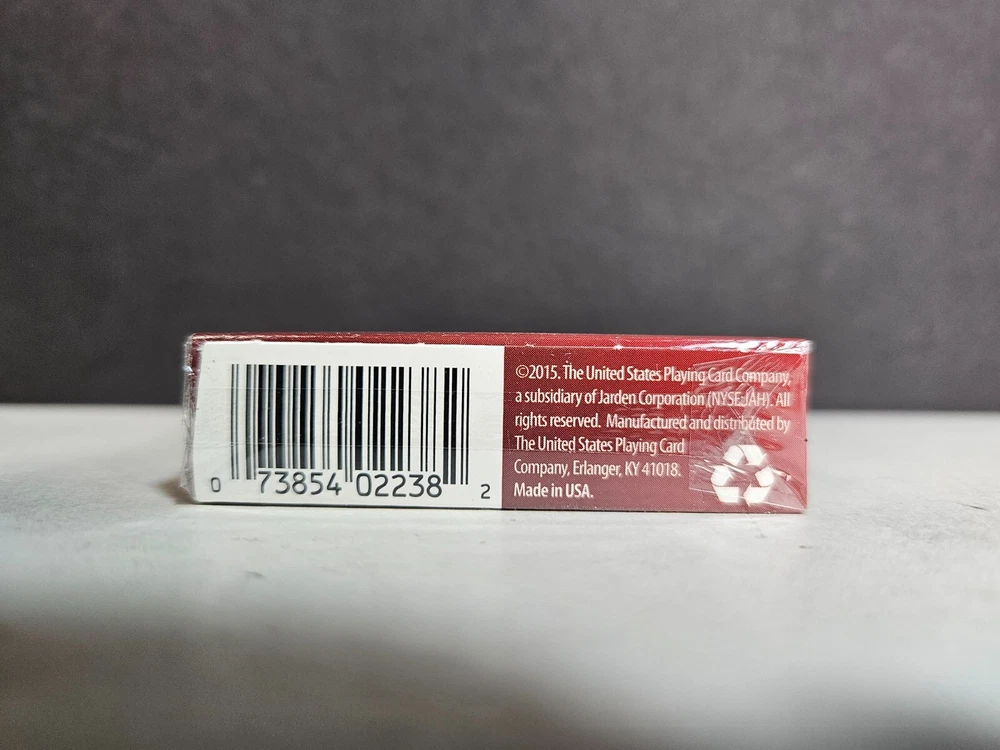 0 73854 02238 2
©2015. The United States Playing Card Company,
a subsidiary of Jarden Corporation (NYSE:JAH). All
rights reserved. Manufactured and distributed by
The United States Playing Card
Company, Erlanger, KY 41018.
Made in USA.